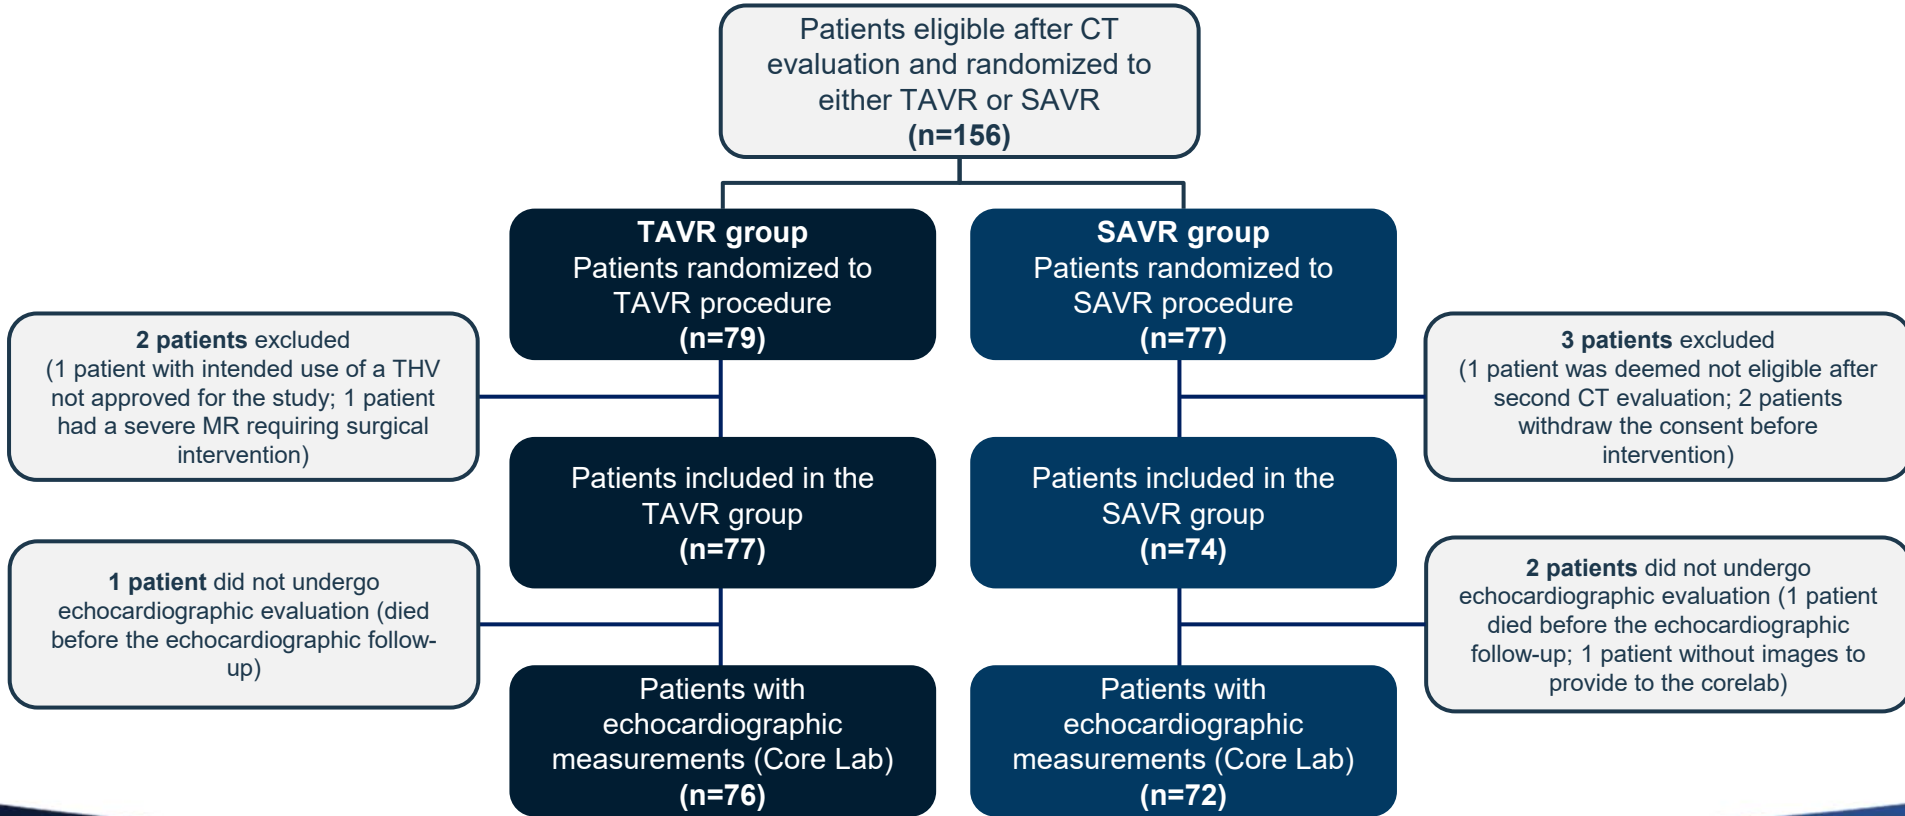 Patients eligible after CT
evaluation and randomized to
either TAVR or SAVR
(n=156)
TAVR group
Patients randomized to
TAVR procedure
(n=79)
SAVR group
Patients randomized to
SAVR procedure
(n=77)
2 patients excluded
(1 patient with intended use of a THV
not approved for the study; 1 patient
had a severe MR requiring surgical
intervention)
3 patients excluded
(1 patient was deemed not eligible after
second CT evaluation; 2 patients
withdraw the consent before
intervention)
Patients included in the
TAVR group
(n=77)
Patients included in the
SAVR group
(n=74)
1 patient did not undergo
echocardiographic evaluation (died
before the echocardiographic follow-
up)
2 patients did not undergo
echocardiographic evaluation (1 patient
died before the echocardiographic
follow-up; 1 patient without images to
provide to the corelab)
Patients with
echocardiographic
measurements (Core Lab)
(n=76)
Patients with
echocardiographic
measurements (Core Lab)
(n=72)